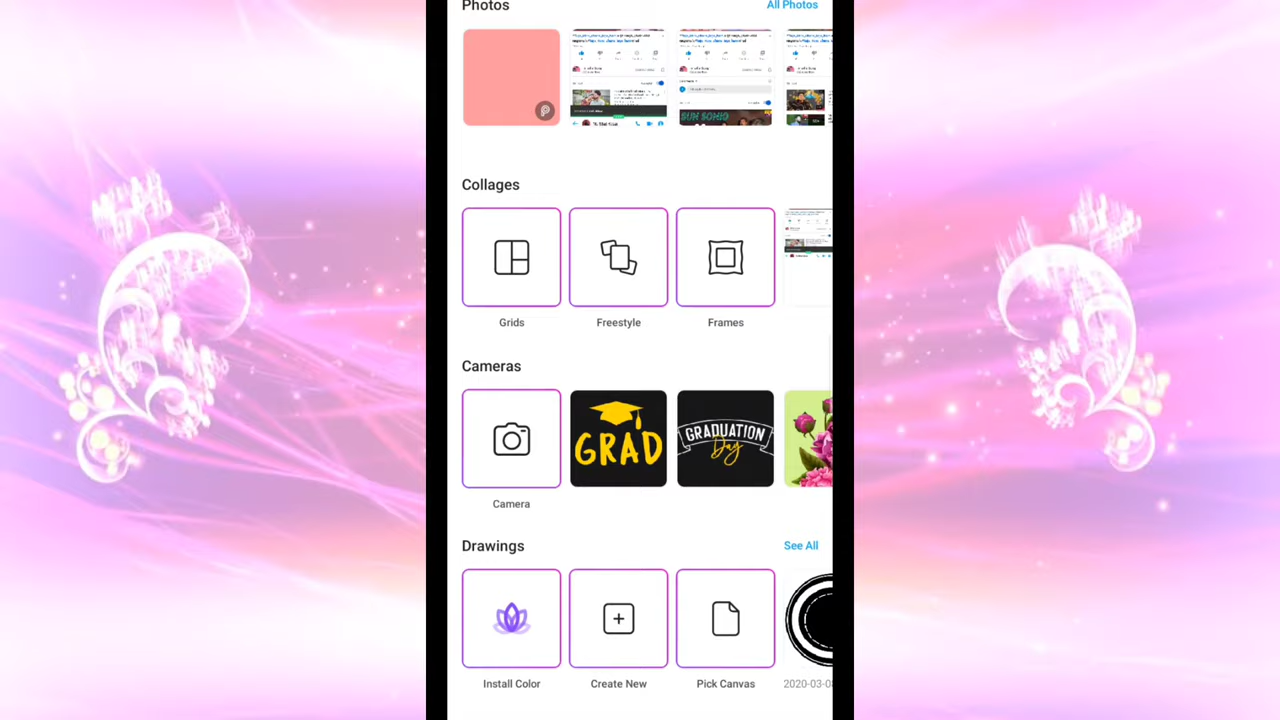 Photos
All Photos
Collages
Grids
Freestyle
Frames
Cameras
GRAD
GRADUATION
Day
Camera
Drawings
See All
Install Color
Create New
Pick Canvas